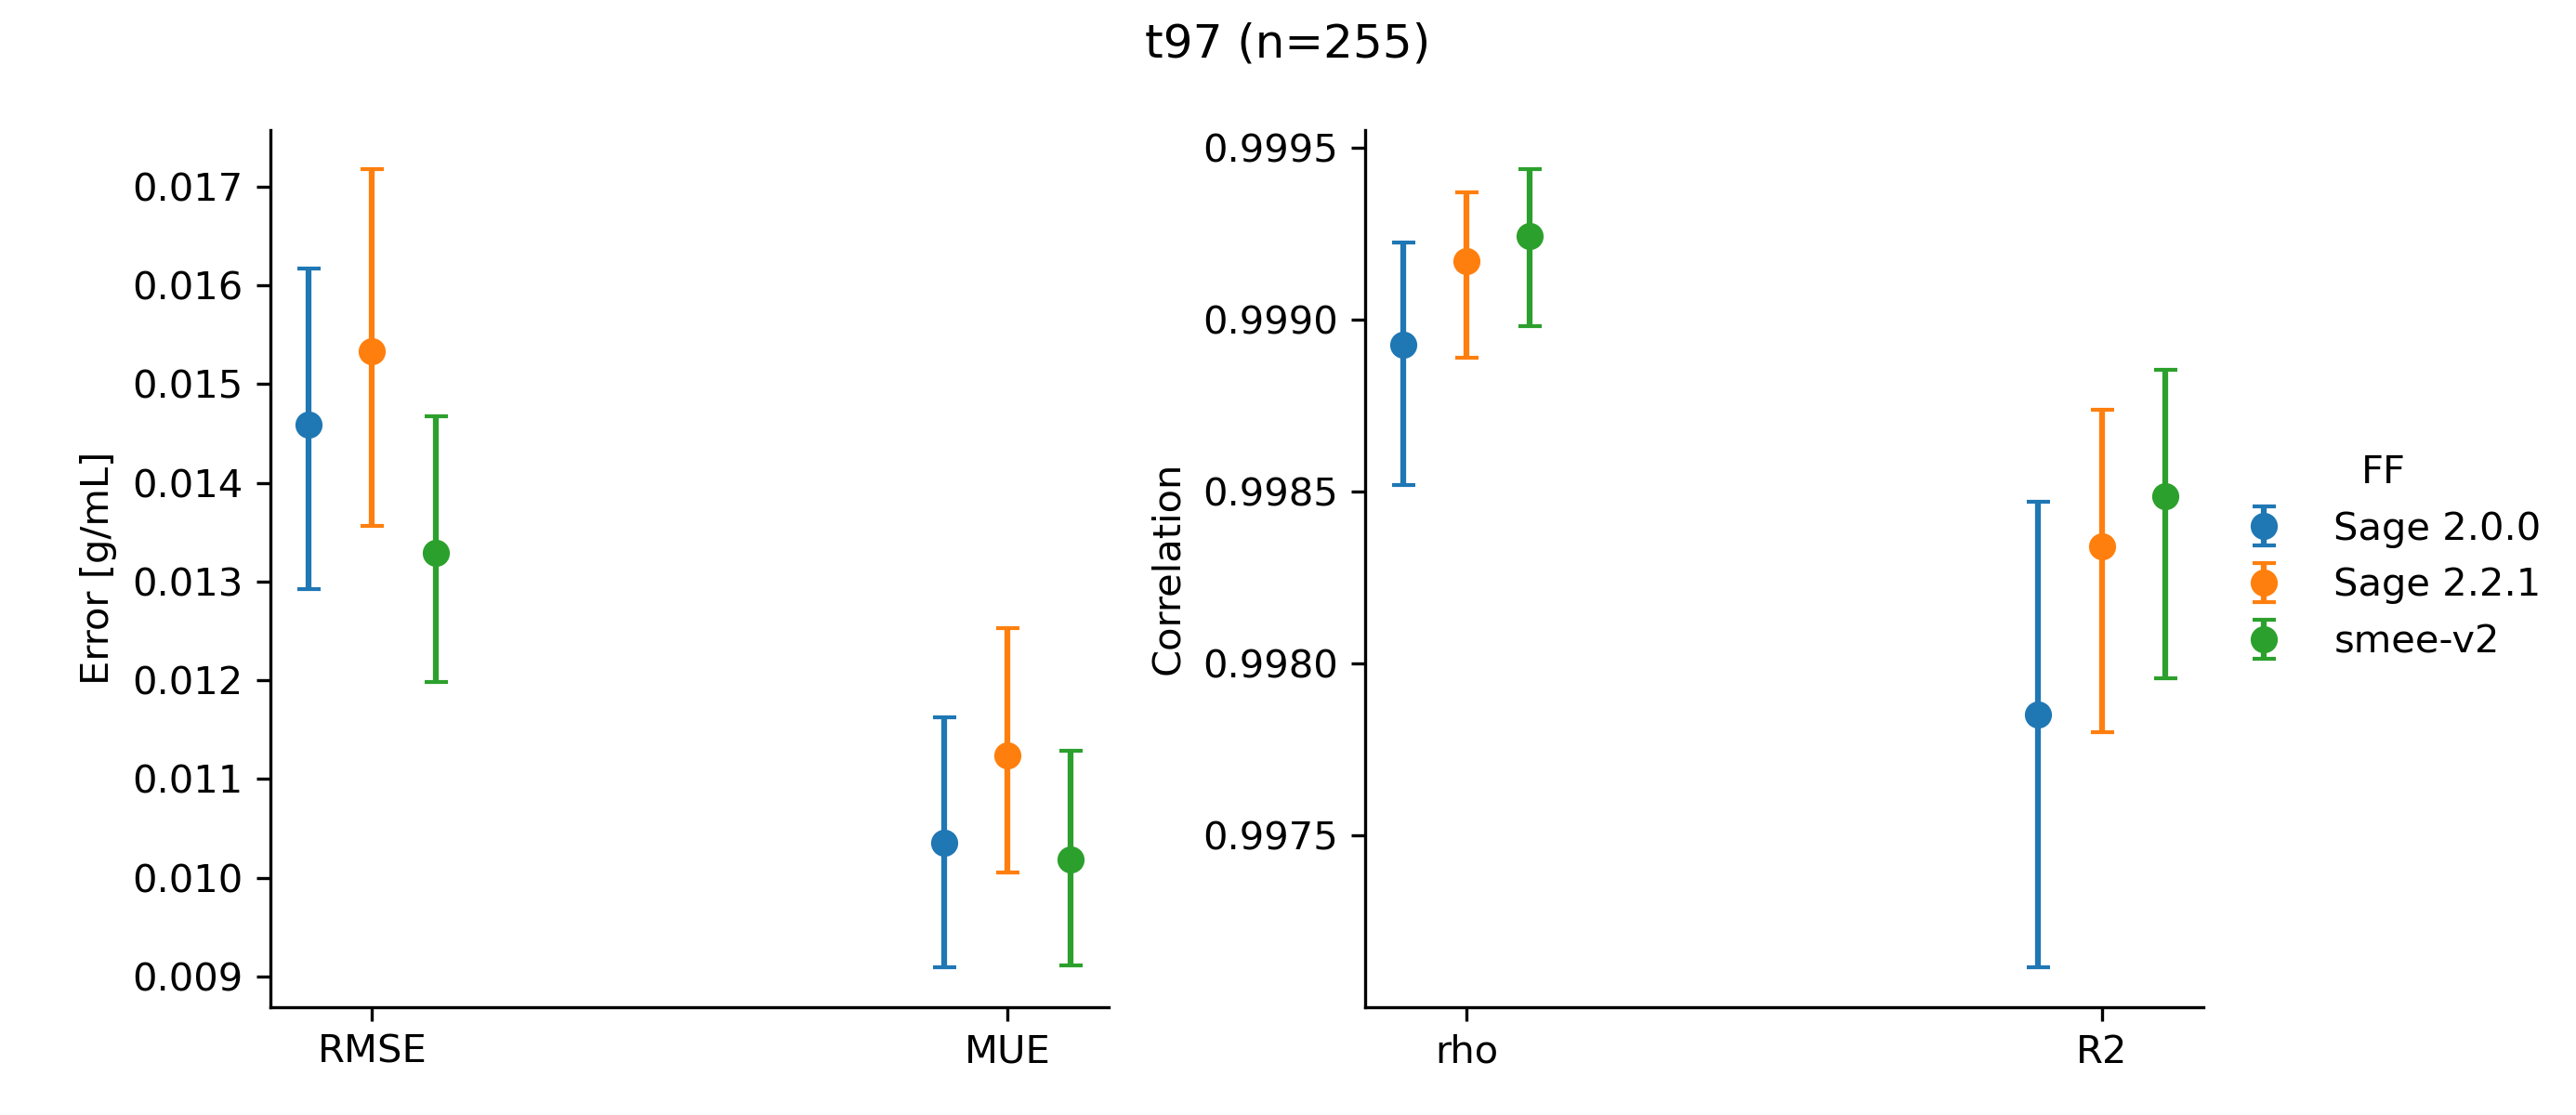 t97 (n=255)
Error [g/mL]
0.017
0.016
0.015
0.014
0.013
0.012
0.011
0.010
0.009
RMSE
MUE
Correlation
0.9995
0.9990
0.9985
0.9980
0.9975
rho
R2
FF
Sage 2.0.0
Sage 2.2.1
smee-v2